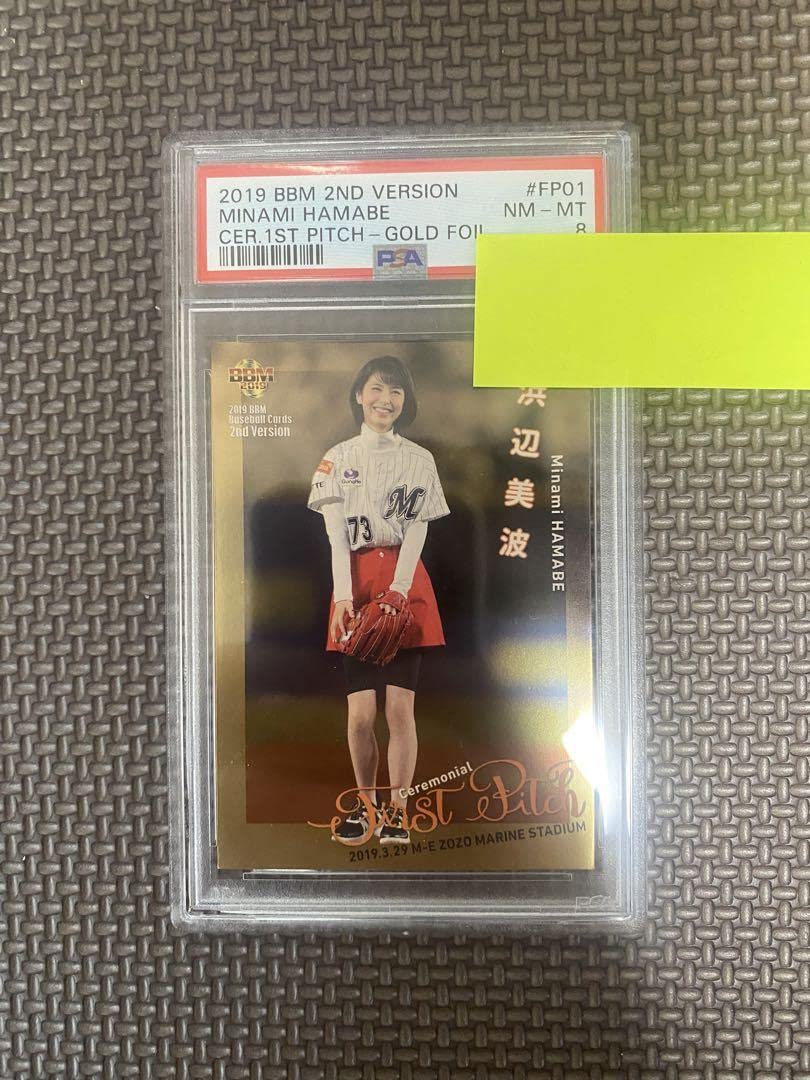 2019 BBM 2ND VERSION #FP01
MINAMI HAMABE NM - MT
CER.1ST PITCH - GOLD FOIL 8
PSA
BBM
2019
2019 BBM
Baseball Cards
2nd Version
浜辺美波
Minami HAMABE
GungHo
M
73
Ceremonial
First Pitch
2019.3.29 M-E ZOZO MARINE STADIUM